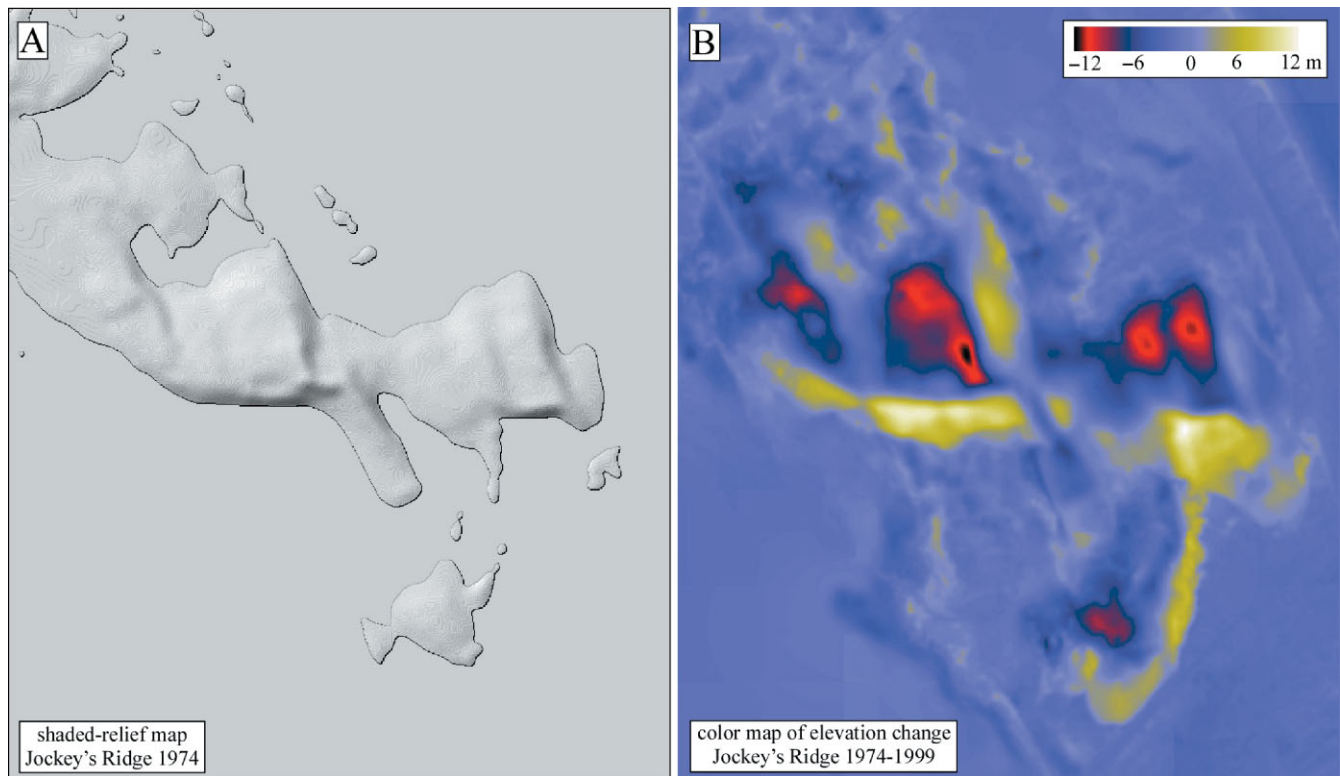 A
shaded-relief map
Jockey's Ridge 1974
B
−12 −6 0 6 12 m
color map of elevation change
Jockey's Ridge 1974-1999